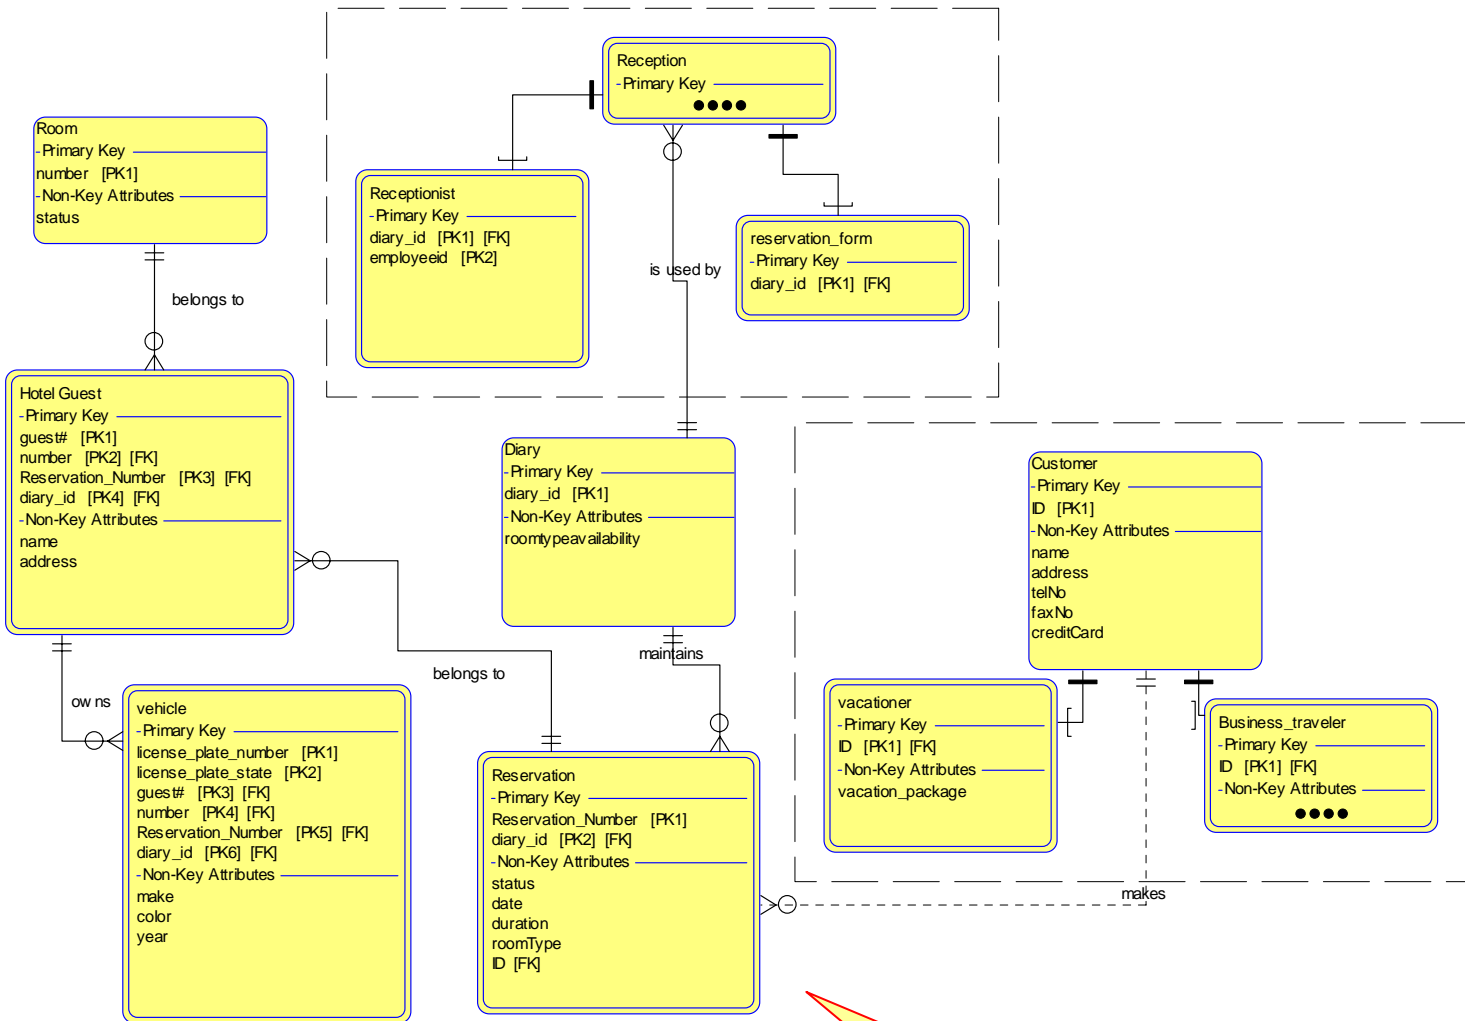 Reception
-Primary Key
Room
-Primary Key
number [PK1]
-Non-Key Attributes
status
Receptionist
-Primary Key
diary_id [PK1] [FK]
employeeid [PK2]
reservation_form
-Primary Key
diary_id [PK1] [FK]
is used by
belongs to
Hotel Guest
-Primary Key
guest# [PK1]
number [PK2] [FK]
Reservation_Number [PK3] [FK]
diary_id [PK4] [FK]
-Non-Key Attributes
name
address
Diary
-Primary Key
diary_id [PK1]
-Non-Key Attributes
roomtypeavailability
Customer
-Primary Key
ID [PK1]
-Non-Key Attributes
name
address
telNo
faxNo
creditCard
maintains
belongs to
owns
vehicle
-Primary Key
license_plate_number [PK1]
license_plate_state [PK2]
guest# [PK3] [FK]
number [PK4] [FK]
Reservation_Number [PK5] [FK]
diary_id [PK6] [FK]
-Non-Key Attributes
make
color
year
Reservation
-Primary Key
Reservation_Number [PK1]
diary_id [PK2] [FK]
-Non-Key Attributes
status
date
duration
roomType
ID [FK]
vacationer
-Primary Key
ID [PK1] [FK]
-Non-Key Attributes
vacation_package
Business_traveler
-Primary Key
ID [PK1] [FK]
-Non-Key Attributes
makes